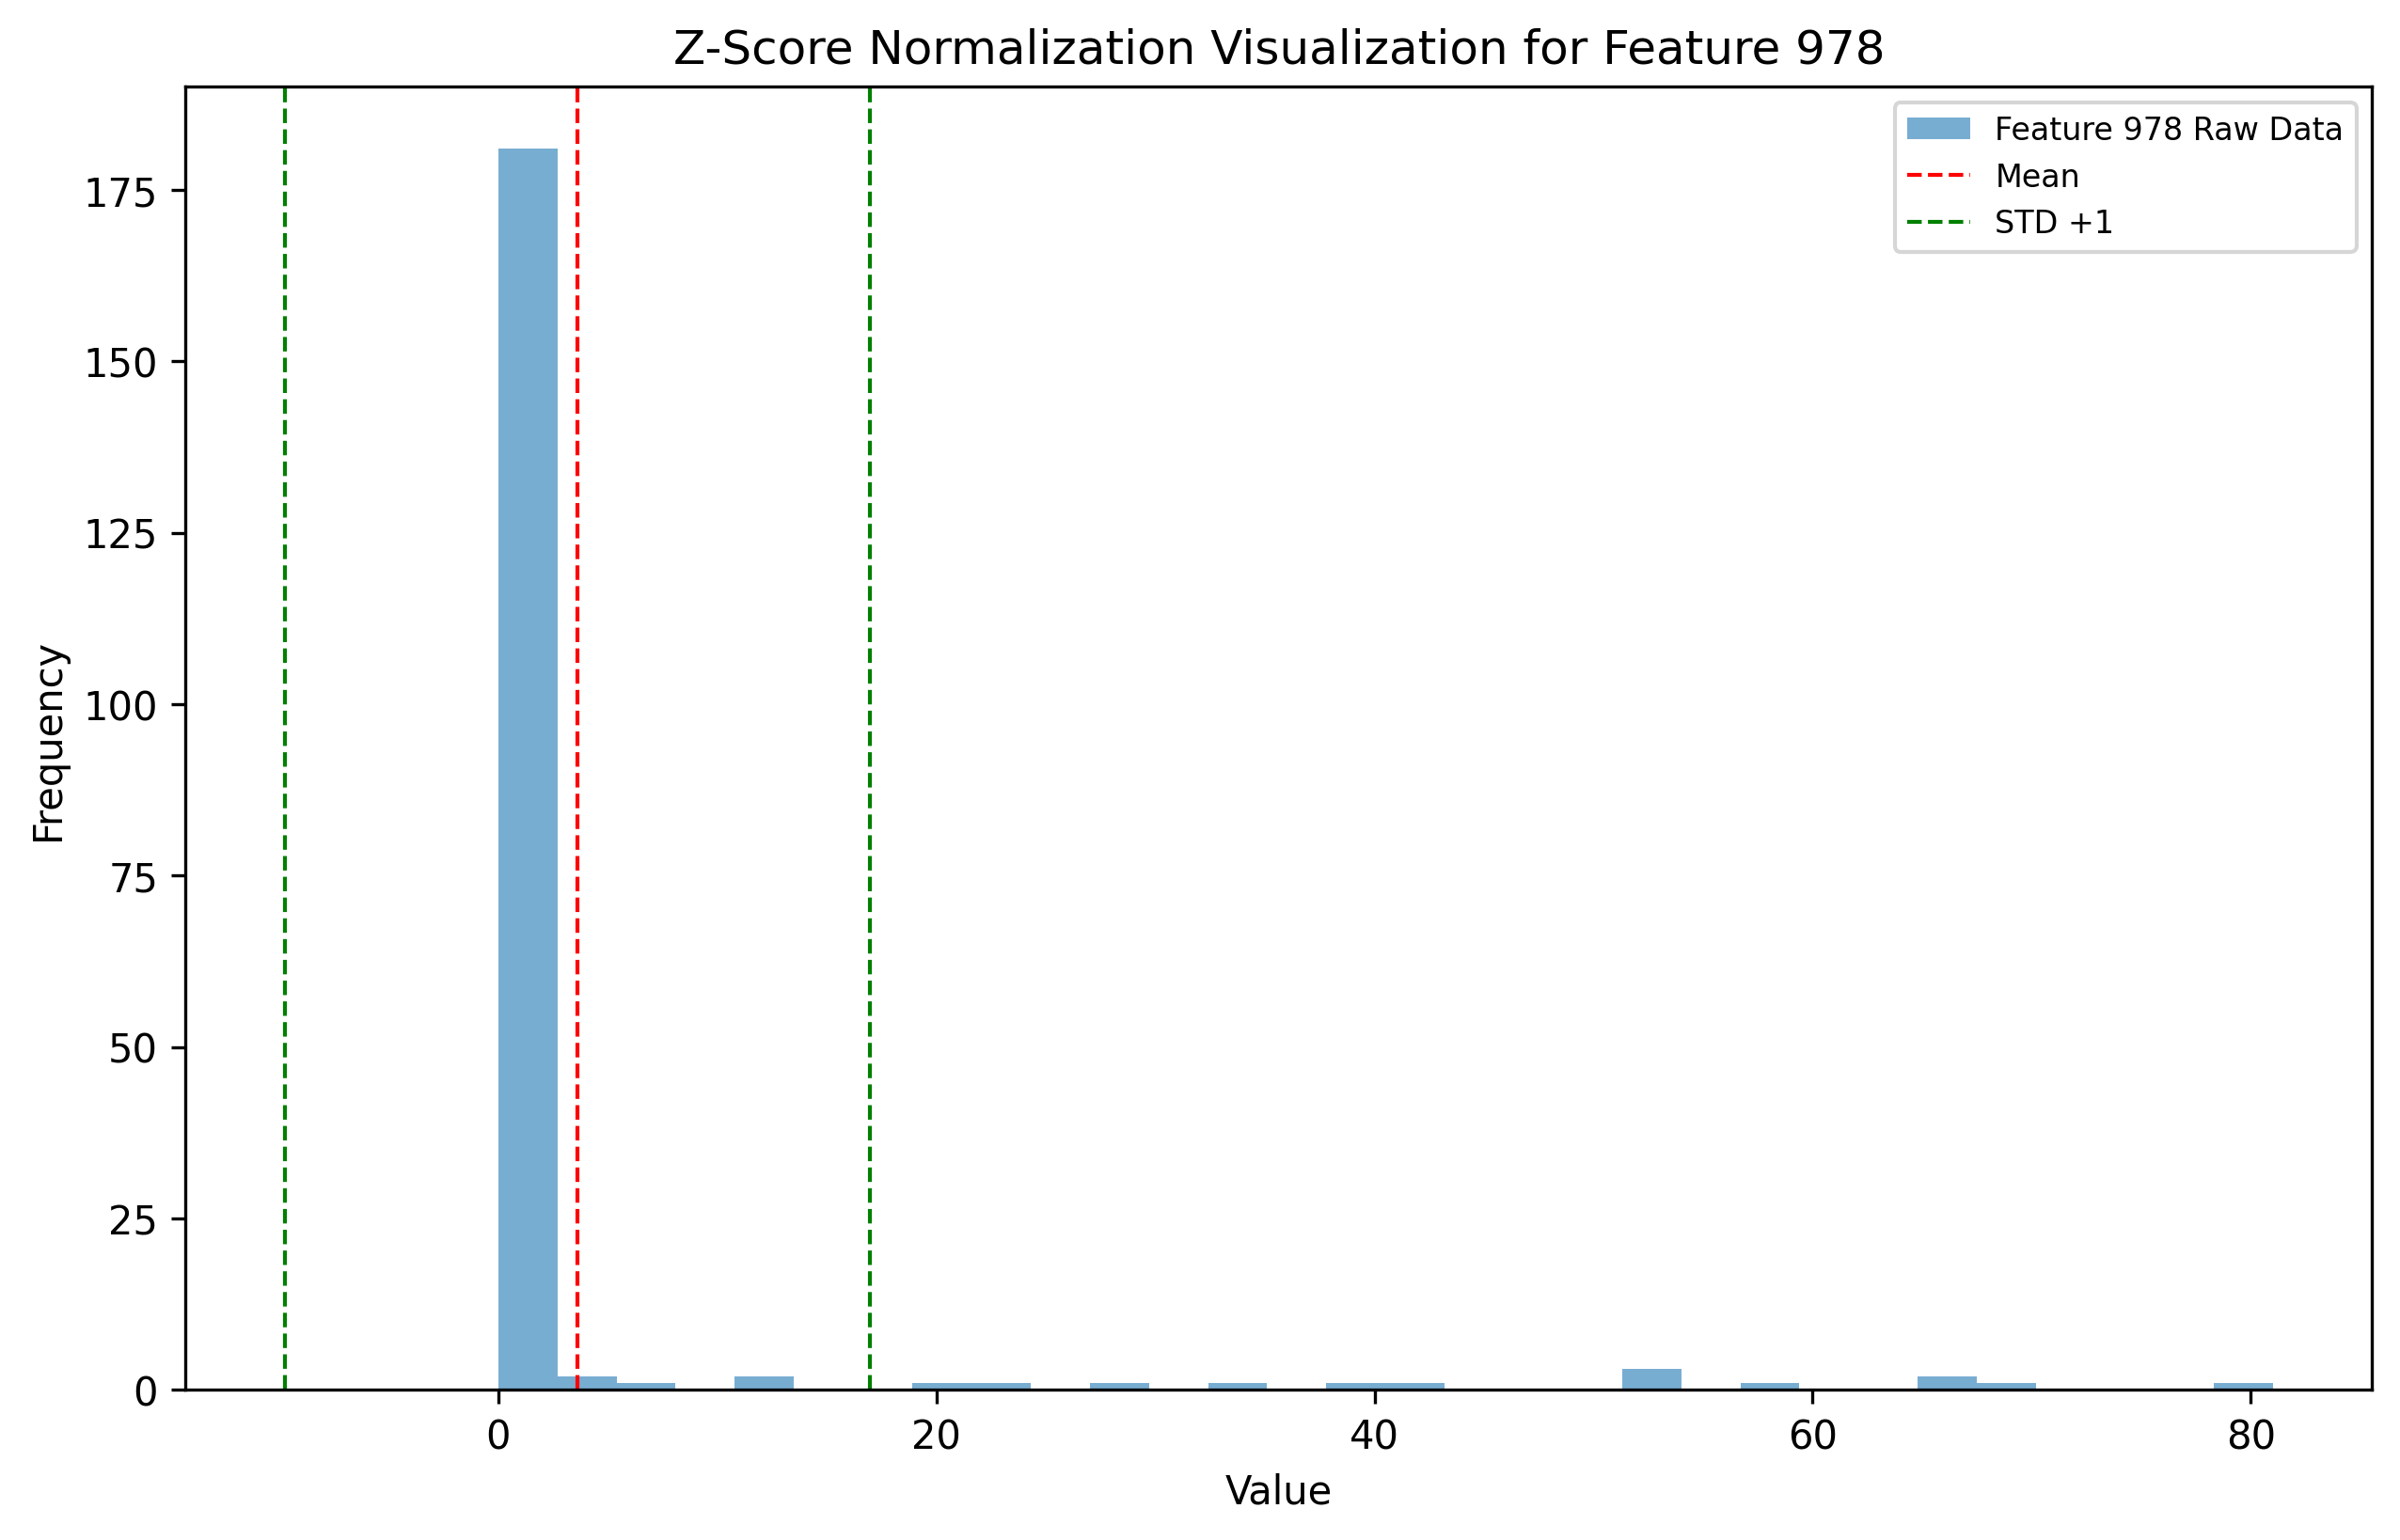 Z-Score Normalization Visualization for Feature 978
Feature 978 Raw Data
Mean
STD +1
175
150
125
100
75
50
25
0
Frequency
0 20 40 60 80
Value